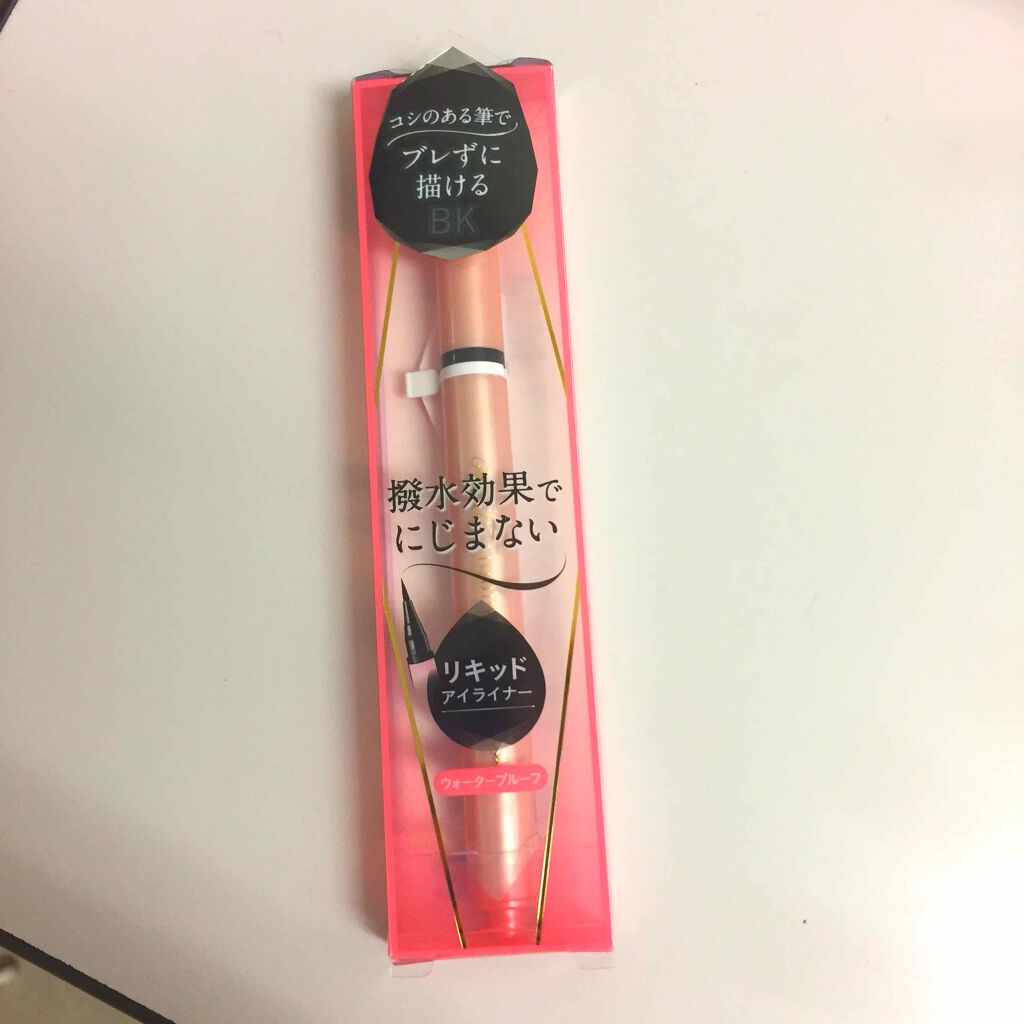 コシのある筆で
ブレずに
描ける
BK
撥水効果で
にじまない
リキッド
アイライナー
ウォータープルーフ